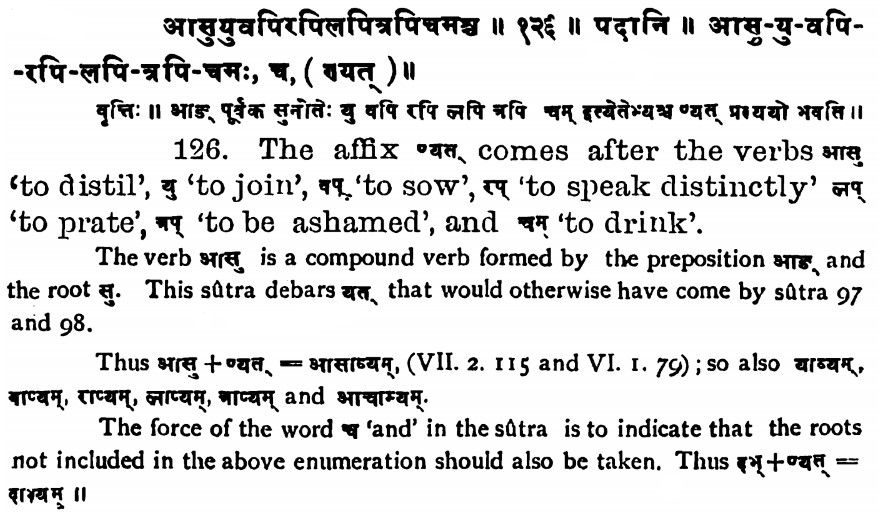 आसुयुवपिरपिलपित्रपिचमश्च ॥ १२६ ॥ पदानि ॥ आसु-यु-वपि-
-रपि-लपि-त्रपि-चमः, च, ( ण्यत् ) ॥
वृत्तिः ॥ आङ् पूर्वक सुनोतेः यु वपि रपि लपि त्रपि चम् इत्येतेभ्यश्च ण्यत् प्रत्ययो भवति ॥
126. The affix ण्यत् comes after the verbs आसु
‘to distil’, यु ‘to join’, वप् ‘to sow’, रप् ‘to speak distinctly’ लप्
‘to prate’, त्रप् ‘to be ashamed’, and चम् ‘to drink’.
The verb आसु is a compound verb formed by the preposition आङ् and
the root सु. This sûtra debars यत् that would otherwise have come by sûtra 97
and 98.
Thus आसु + ण्यत् = आसाव्यम्, (VII. 2. 115 and VI. 1. 79) ; so also याव्यम्,
वाप्यम्, राप्यम्, लाप्यम्, त्राप्यम् and आचाम्यम्.
The force of the word च ‘and’ in the sûtra is to indicate that the roots
not included in the above enumeration should also be taken. Thus दभ् + ण्यत् =
दाभ्यम् ॥